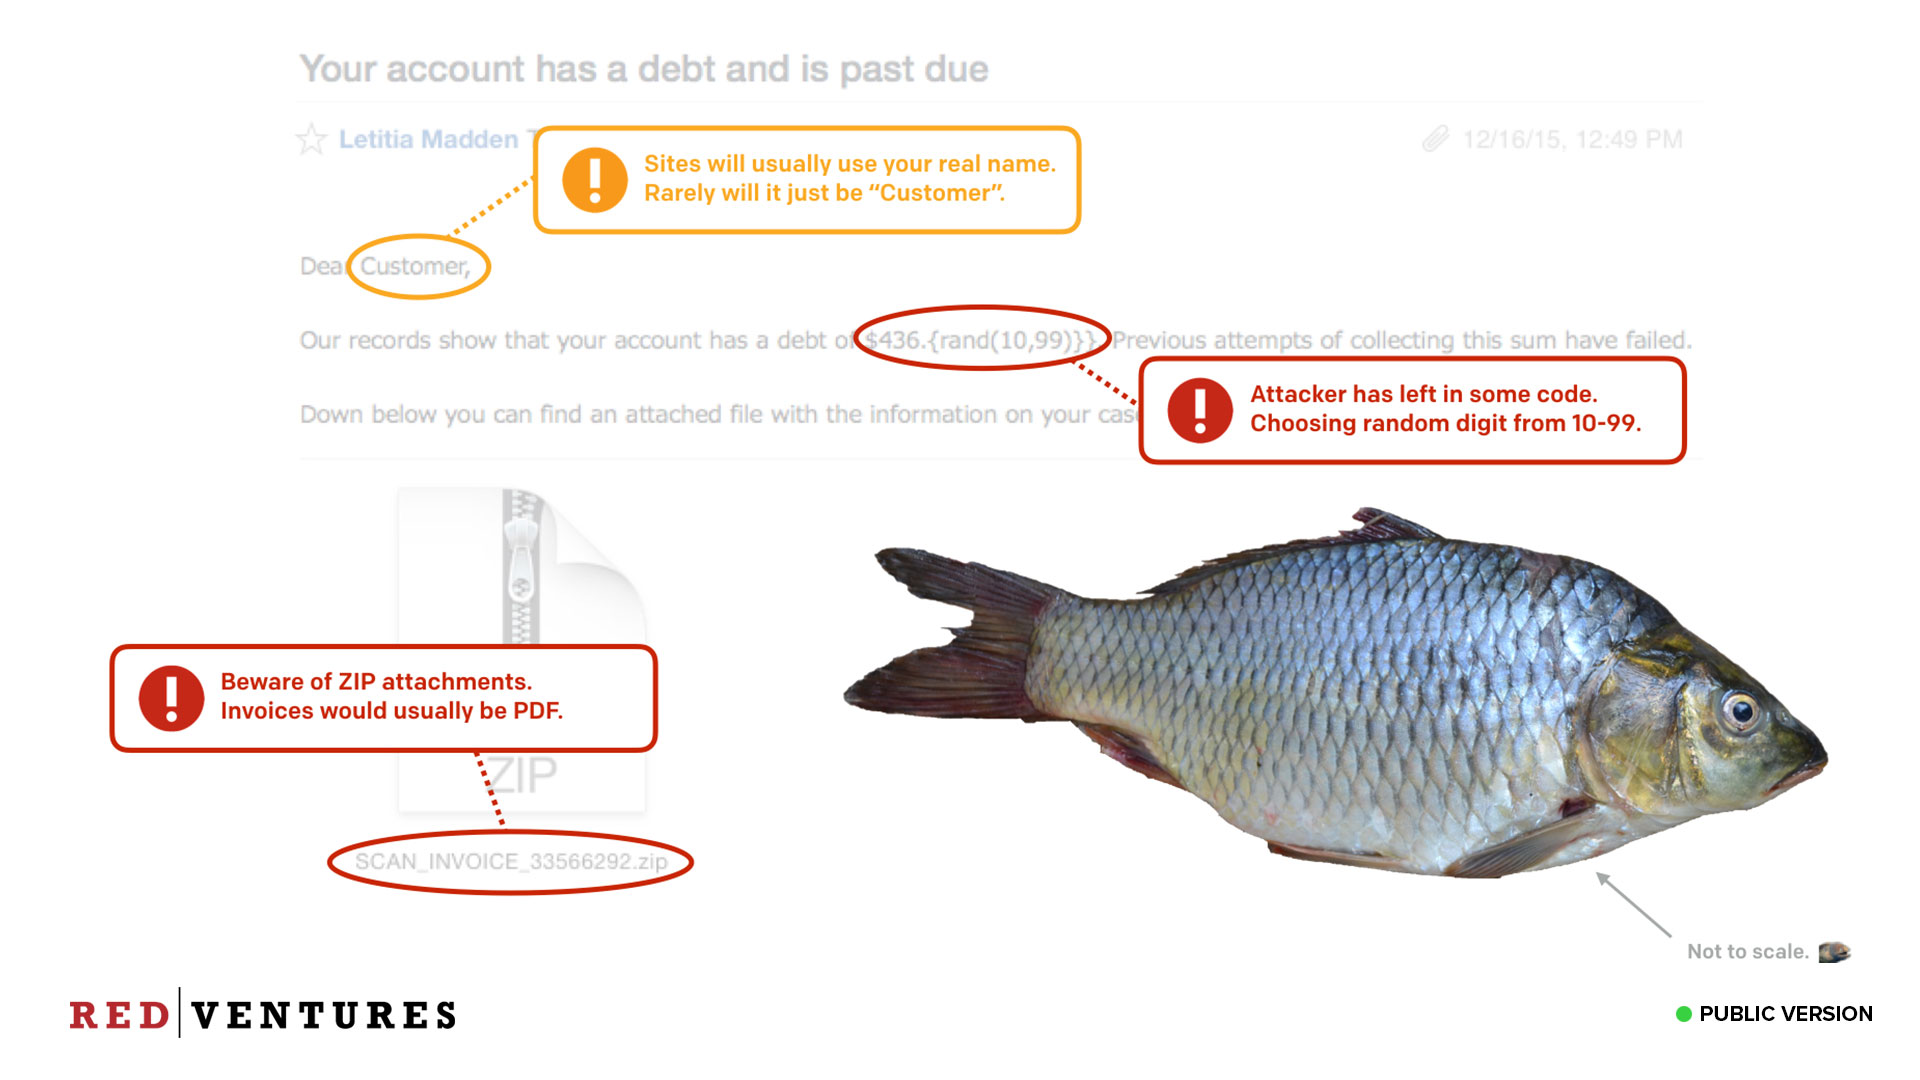 Your account has a debt and is past due
Letitia Madden
12/16/15, 12:49 PM
Sites will usually use your real name.
Rarely will it just be “Customer”.
Dear Customer,
Our records show that your account has a debt of $436.{rand(10,99)}}. Previous attempts of collecting this sum have failed.
Attacker has left in some code.
Choosing random digit from 10-99.
Down below you can find an attached file with the information on your case
Beware of ZIP attachments.
Invoices would usually be PDF.
ZIP
SCAN_INVOICE_33566292.zip
Not to scale.
RED VENTURES
PUBLIC VERSION